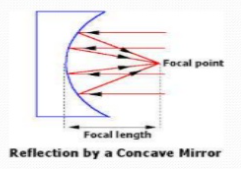 Focal point
Focal length
Reflection by a Concave Mirror